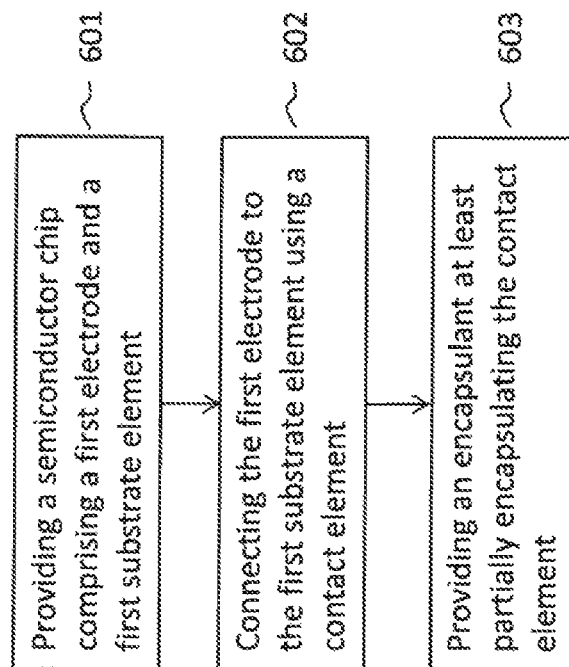 Providing a semiconductor chip
comprising a first electrode and a
first substrate element
601
Connecting the first electrode to
the first substrate element using a
contact element
602
Providing an encapsulant at least
partially encapsulating the contact
element
603